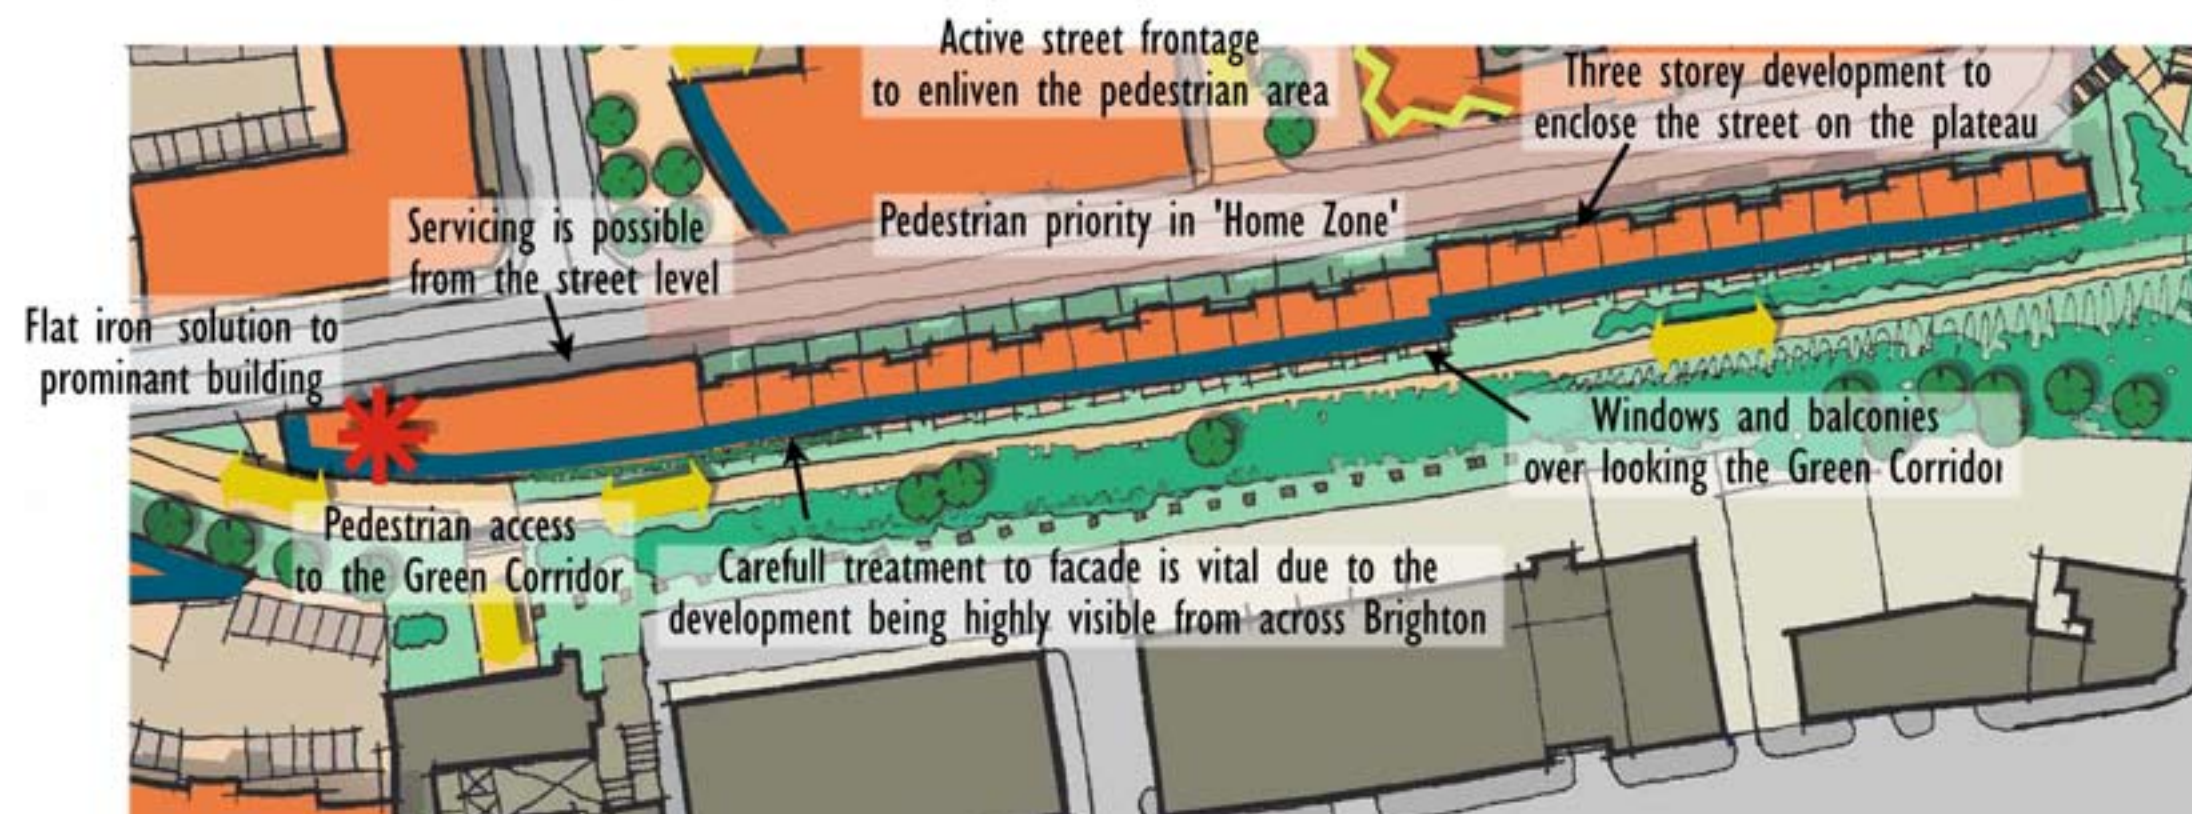 Active street frontage
to enliven the pedestrian area
Three storey development to
enclose the street on the plateau
Servicing is possible
from the street level
Pedestrian priority in 'Home Zone'
Flat iron solution to
prominant building
Windows and balconies
over looking the Green Corridor
Pedestrian access
to the Green Corridor
Carefull treatment to facade is vital due to the
development being highly visible from across Brighton